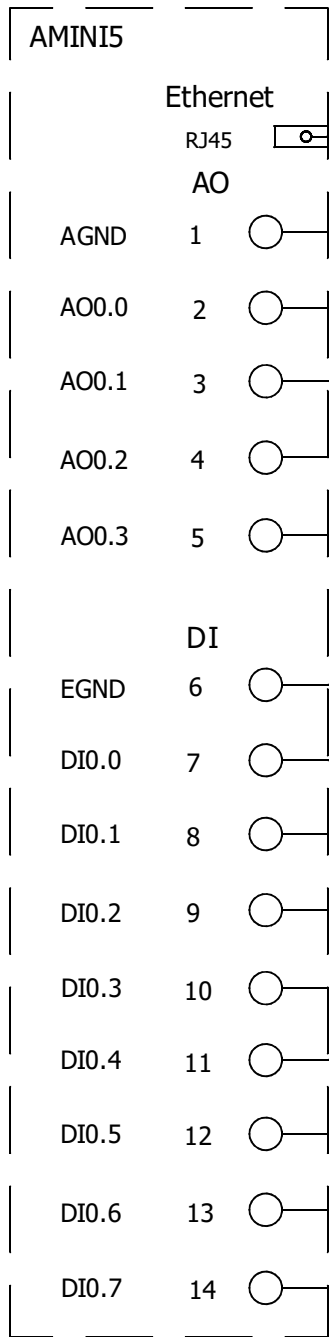 AMINI5
Ethernet
RJ45
AO
AGND 1
AO0.0 2
AO0.1 3
AO0.2 4
AO0.3 5
DI
EGND 6
DI0.0 7
DI0.1 8
DI0.2 9
DI0.3 10
DI0.4 11
DI0.5 12
DI0.6 13
DI0.7 14